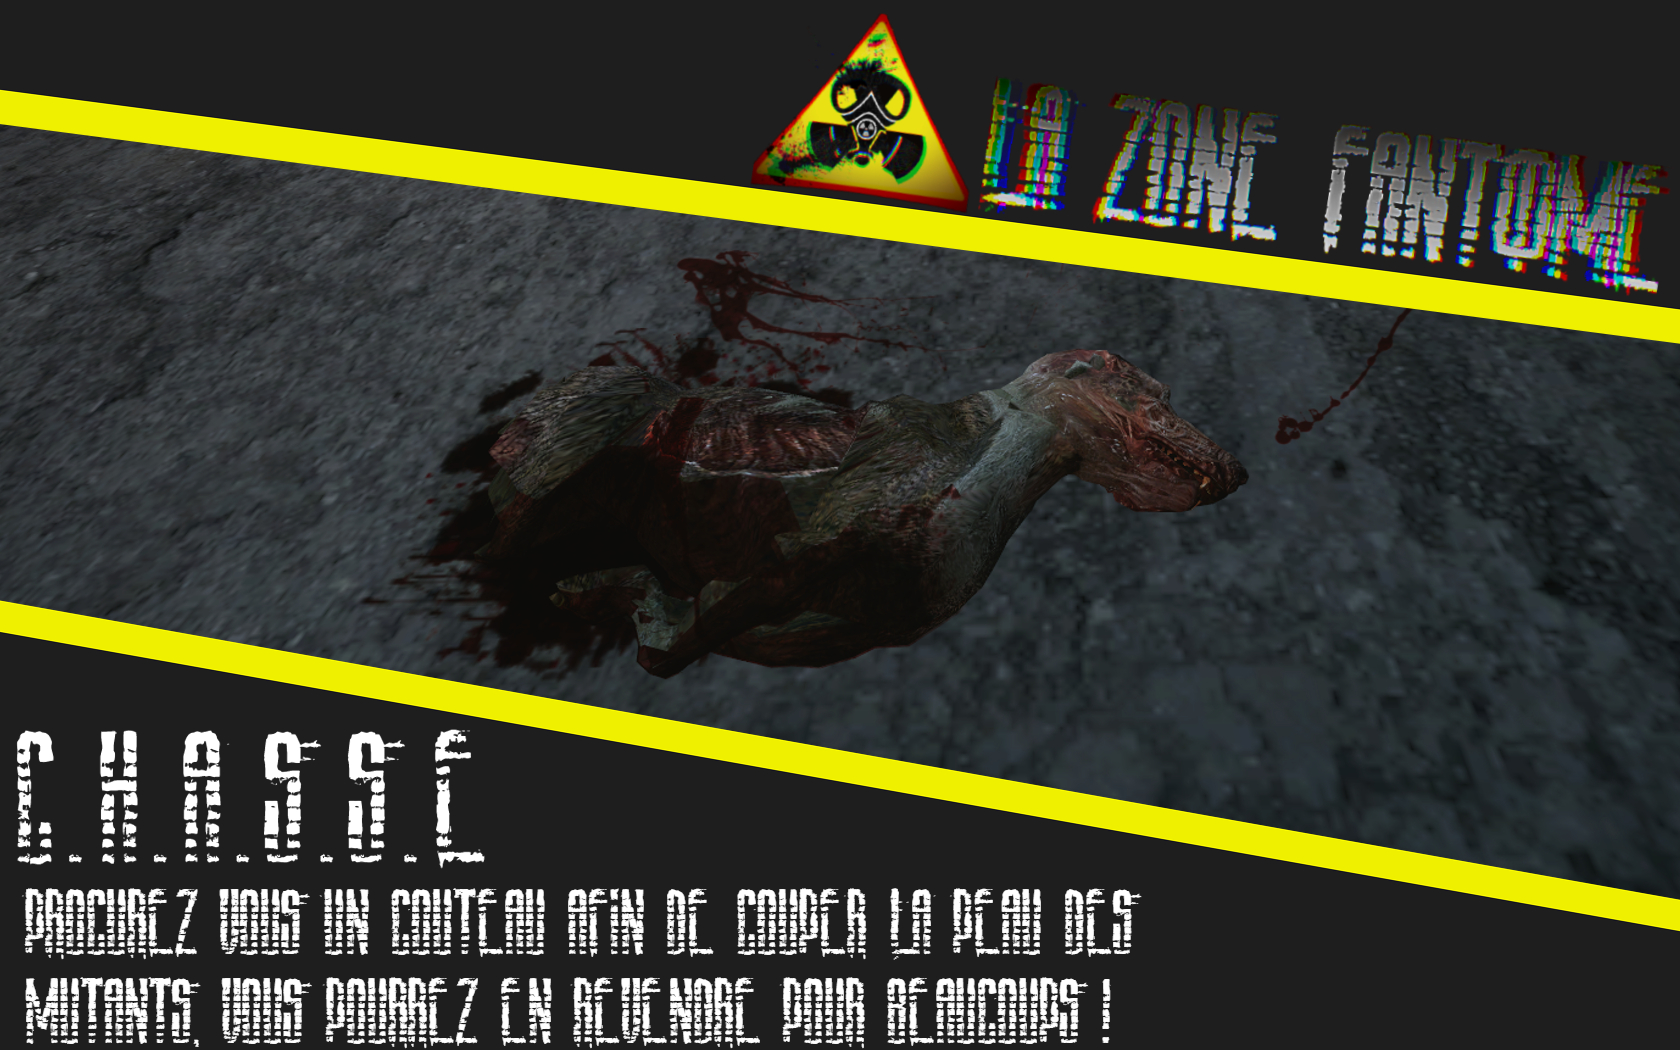 LA ZONE FANTOME
C.H.A.S.S.E
PROCUREZ VOUS UN COUTEAU AFIN DE COUPER LA PEAU DES
MUTANTS, VOUS POURREZ EN REVENDRE POUR BEAUCOUPS !